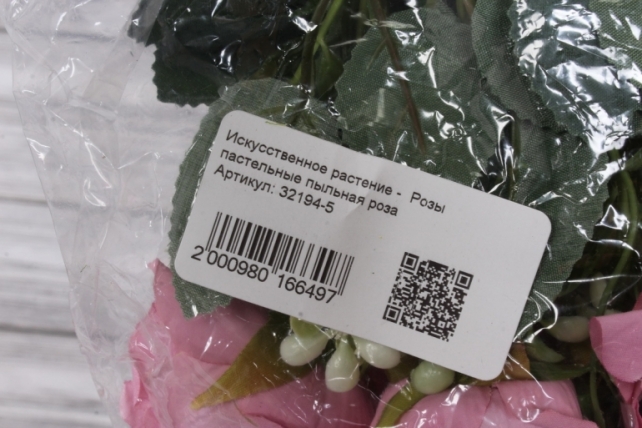 Искусственное растение - Розы
пастельные пыльная роза
Артикул: 32194-5
2 000980 166497